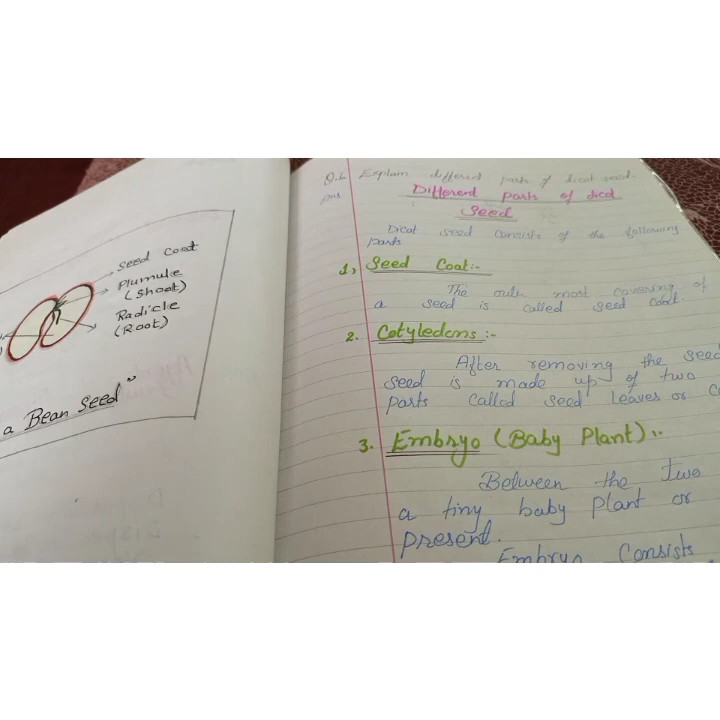 Seed Coat
Plumule
(Shoot)
Radicle
(Root)
a Bean Seed"
Explain different parts of dicot seed.
Ans
Different parts of dicot
Seed
Dicot seed consists of the following
parts
1, Seed Coat:-
The outer most covering of
a seed is called seed coat.
2. Cotyledons :-
After removing the seed
seed is made up of two
parts called seed leaves or
3. Embryo (Baby Plant):-
Between the two
a tiny baby plant or
present.
Embryo Consists